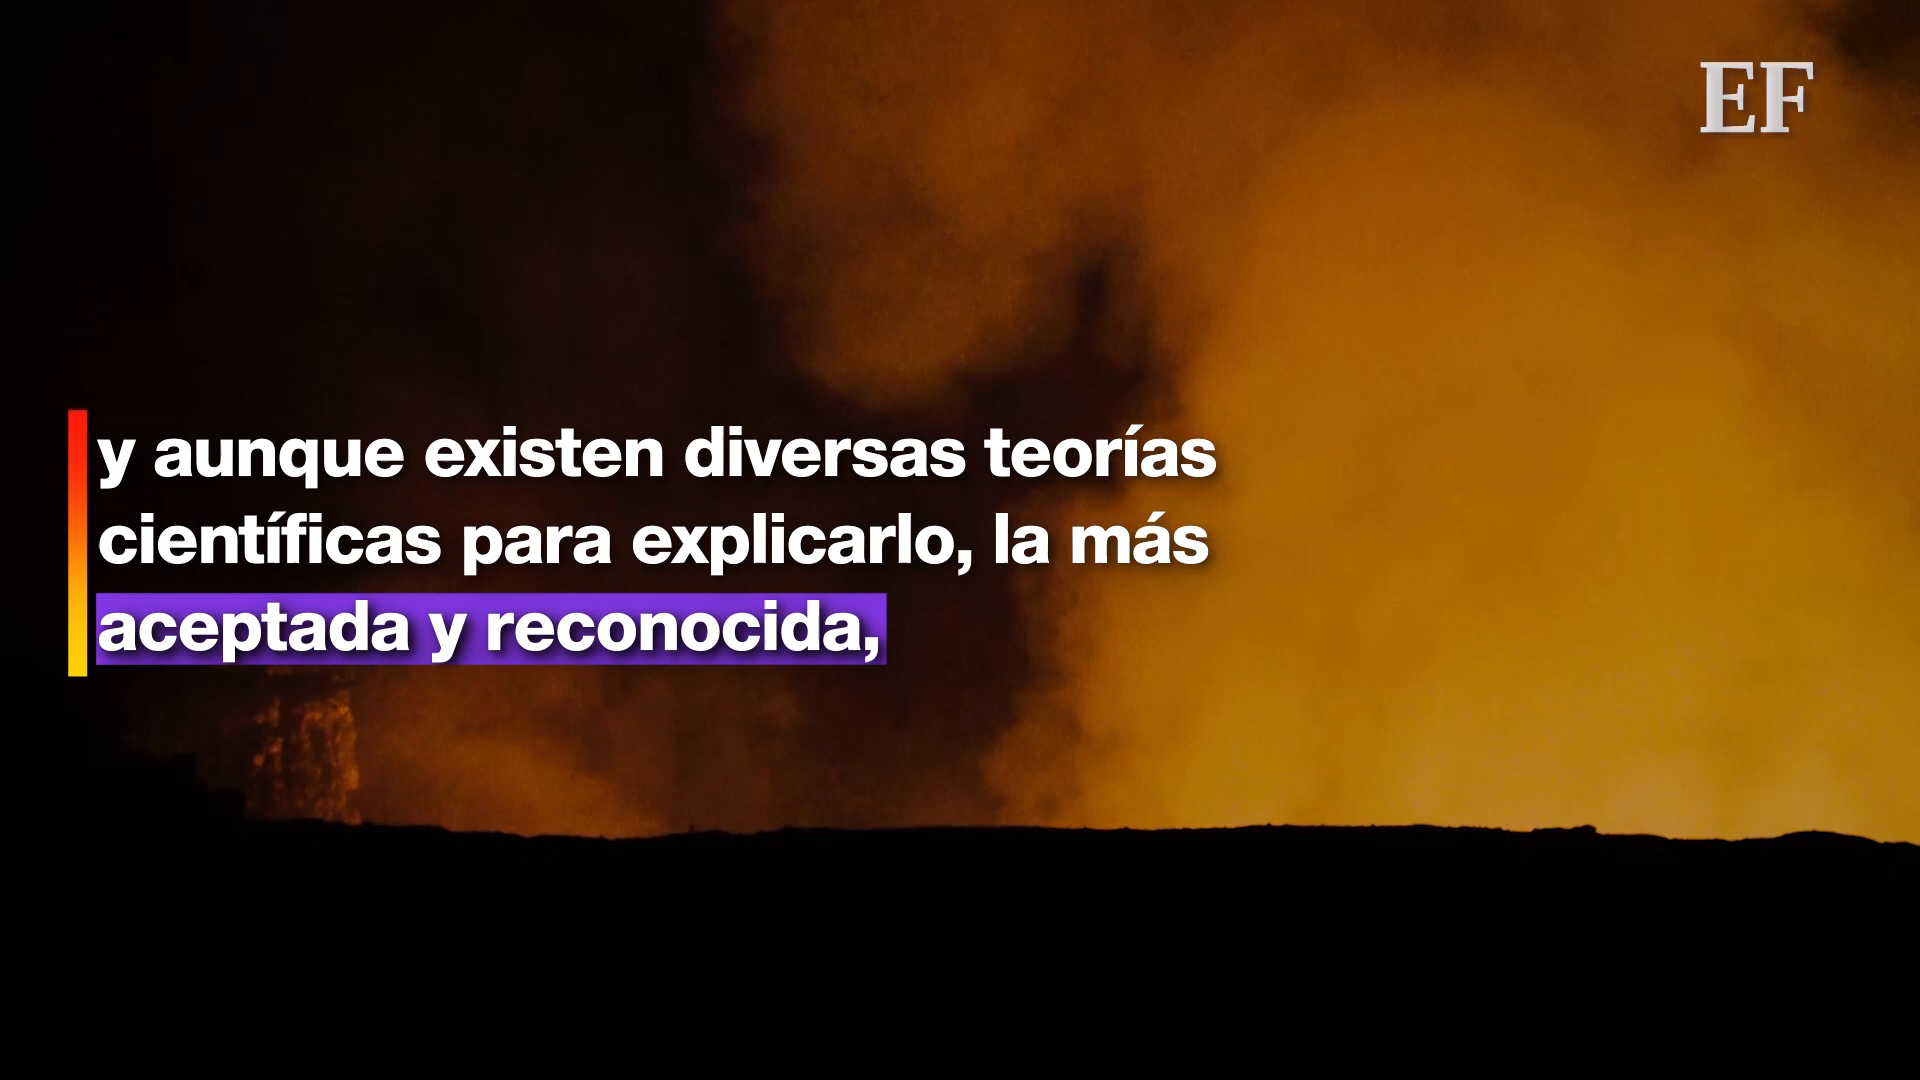 EF
y aunque existen diversas teorías
científicas para explicarlo, la más
aceptada y reconocida,